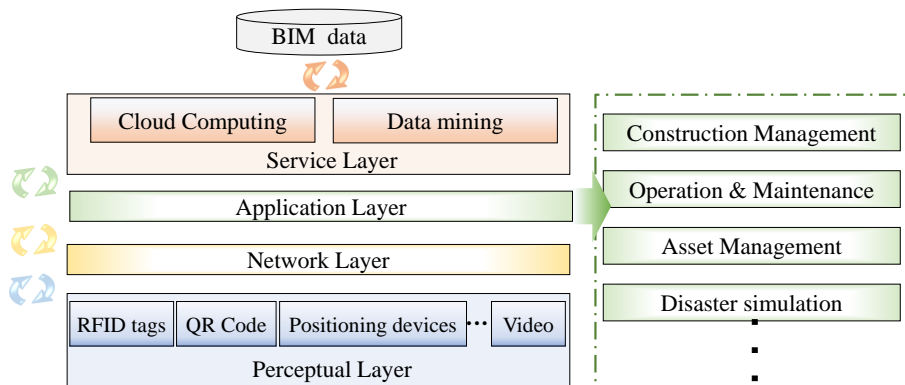 BIM data
Cloud Computing
Data mining
Service Layer
Application Layer
Network Layer
RFID tags
QR Code
Positioning devices
...
Video
Perceptual Layer
Construction Management
Operation & Maintenance
Asset Management
Disaster simulation